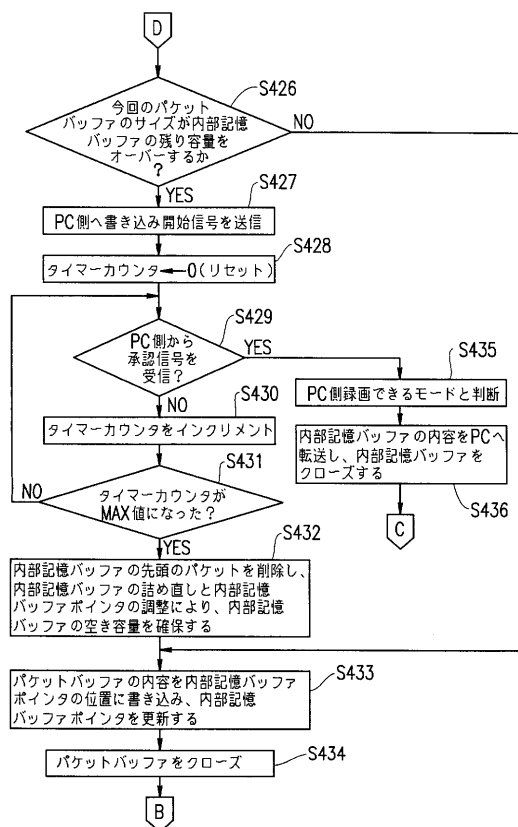 D
S426
今回のパケット
バッファのサイズが内部記憶
バッファの残り容量を
オーバーするか
?
NO
YES
S427
PC側へ書き込み開始信号を送信
S428
タイマーカウンタ←0(リセット)
S429
PC側から
承認信号を
受信?
YES
NO
S435
PC側録画できるモードと判断
S430
タイマーカウンタをインクリメント
内部記憶バッファの内容をPCへ
転送し、内部記憶バッファを
クローズする
S436
C
S431
タイマーカウンタが
MAX値になった?
NO
YES
S432
内部記憶バッファの先頭のパケットを削除し、
内部記憶バッファの詰め直しと内部記憶
バッファポインタの調整により、内部記憶
バッファの空き容量を確保する
S433
パケットバッファの内容を内部記憶バッファ
ポインタの位置に書き込み、内部記憶
バッファポインタを更新する
S434
パケットバッファをクローズ
B